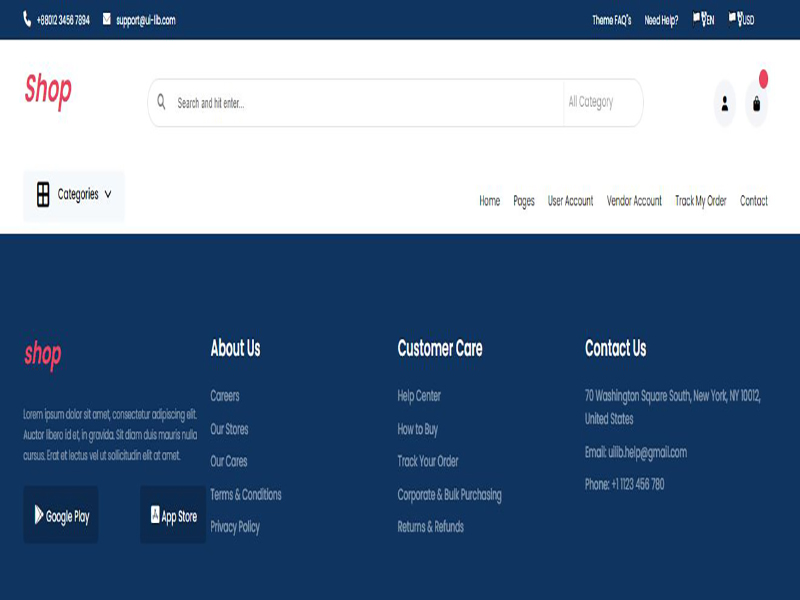 +88012 3456 7894 support@ui-lib.com Theme FAQ"s Need Help? EN USD
Shop
Search and hit enter... All Category
Categories
Home Pages User Account Vendor Account Track My Order Contact
shop
Lorem ipsum dolor sit amet, consectetur adipiscing elit.
Auctor libero id et, in gravida. Sit diam duis mauris nulla
cursus. Erat et lectus vel ut sollicitudin elit at amet.
Google Play App Store
About Us
Careers
Our Stores
Our Cares
Terms & Conditions
Privacy Policy
Customer Care
Help Center
How to Buy
Track Your Order
Corporate & Bulk Purchasing
Returns & Refunds
Contact Us
70 Washington Square South, New York, NY 10012,
United States
Email: uilib.help@gmail.com
Phone: +1 1123 456 780